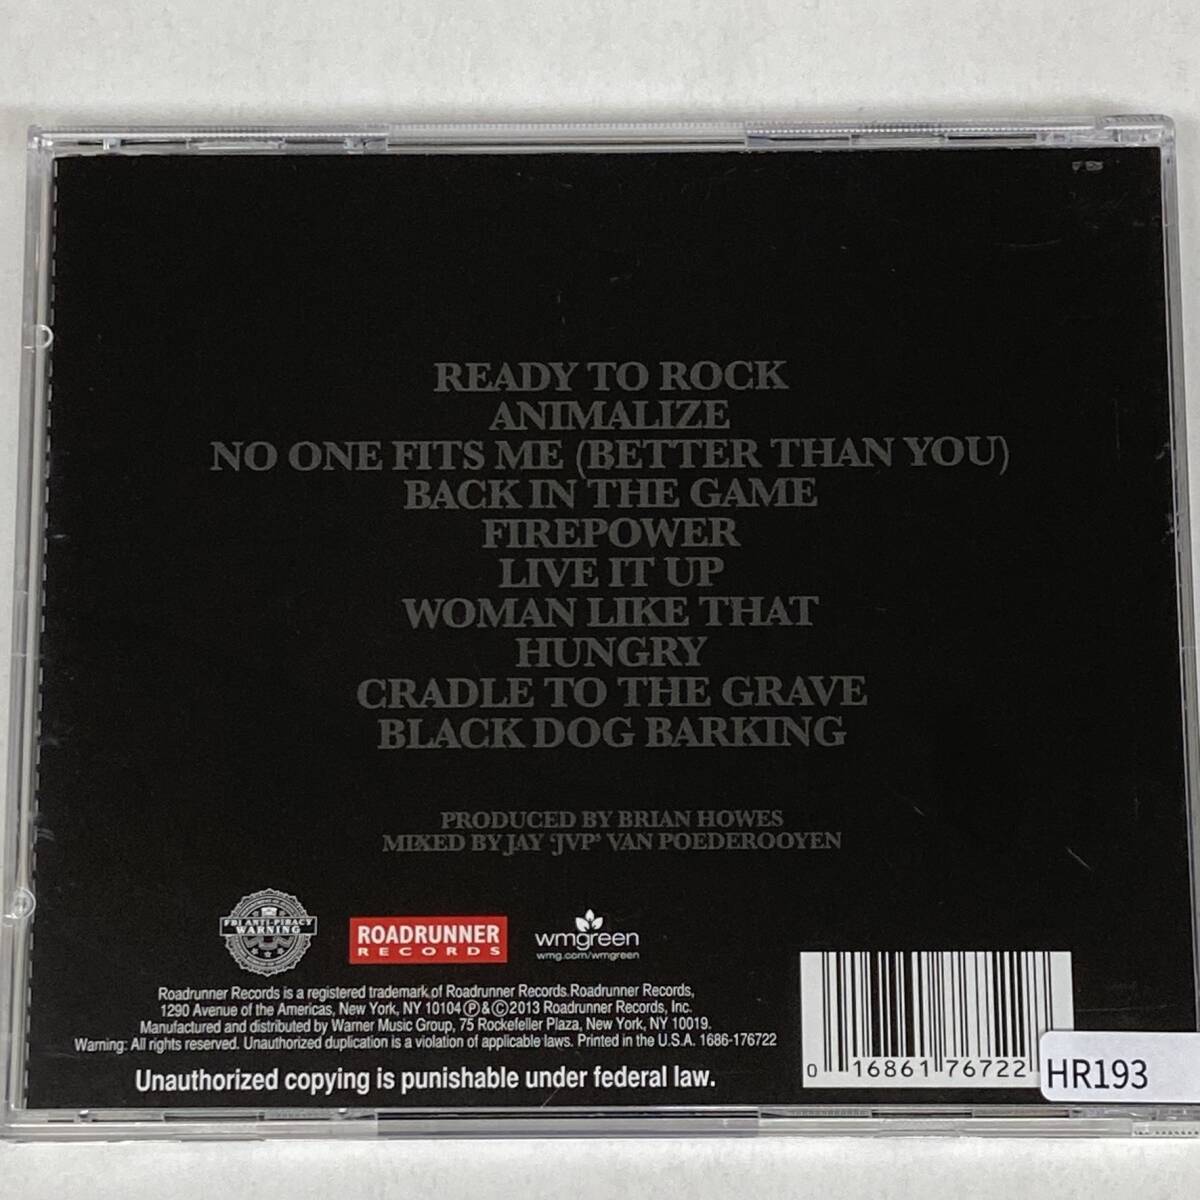 READY TO ROCK
ANIMALIZE
NO ONE FITS ME (BETTER THAN YOU)
BACK IN THE GAME
FIREPOWER
LIVE IT UP
WOMAN LIKE THAT
HUNGRY
CRADLE TO THE GRAVE
BLACK DOG BARKING
PRODUCED BY BRIAN HOWES
MIXED BY JAY 'JVP' VAN POEDEROOYEN
FBI ANTI-PIRACY
WARNING
ROADRUNNER
RECORDS
wmgreen
wmg.com/wmgreen
Roadrunner Records is a registered trademark of Roadrunner Records.Roadrunner Records,
1290 Avenue of the Americas, New York, NY 10104 ℗&©2013 Roadrunner Records, Inc.
Manufactured and distributed by Warner Music Group, 75 Rockefeller Plaza, New York, NY 10019.
Warning: All rights reserved. Unauthorized duplication is a violation of applicable laws. Printed in the U.S.A. 1686-176722
Unauthorized copying is punishable under federal law.
0 16861 76722
HR193